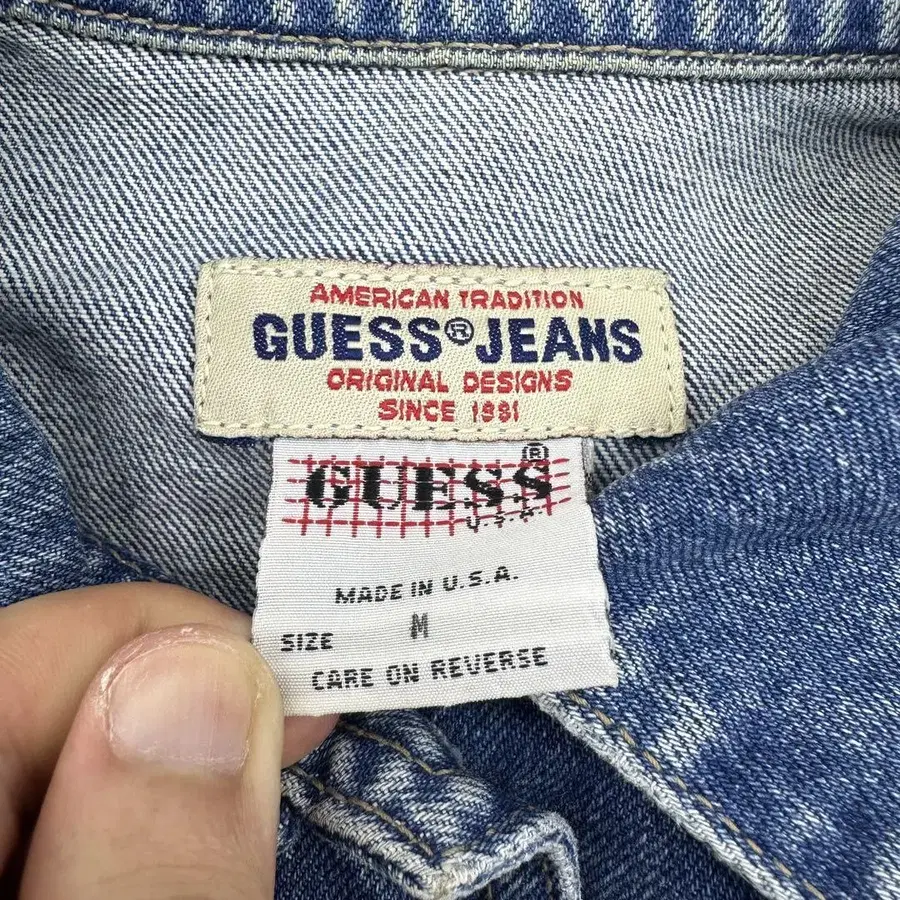 AMERICAN TRADITION
GUESS® JEANS
ORIGINAL DESIGNS
SINCE 1981
GUESS®
U.S.A.
MADE IN U.S.A.
SIZE M
CARE ON REVERSE